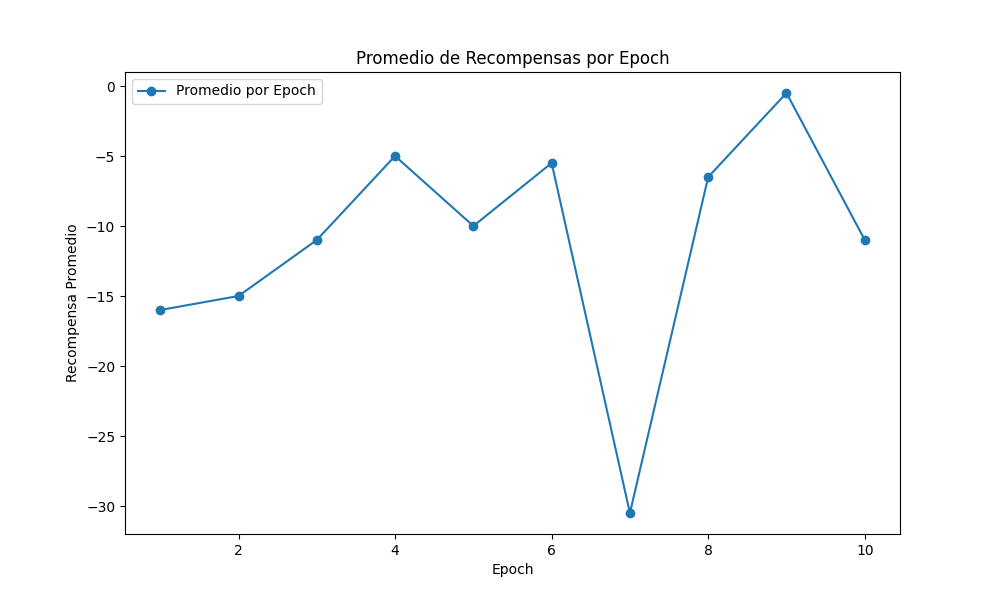 Promedio de Recompensas por Epoch
Promedio por Epoch
Recompensa Promedio
0
−5
−10
−15
−20
−25
−30
2 4 6 8 10
Epoch